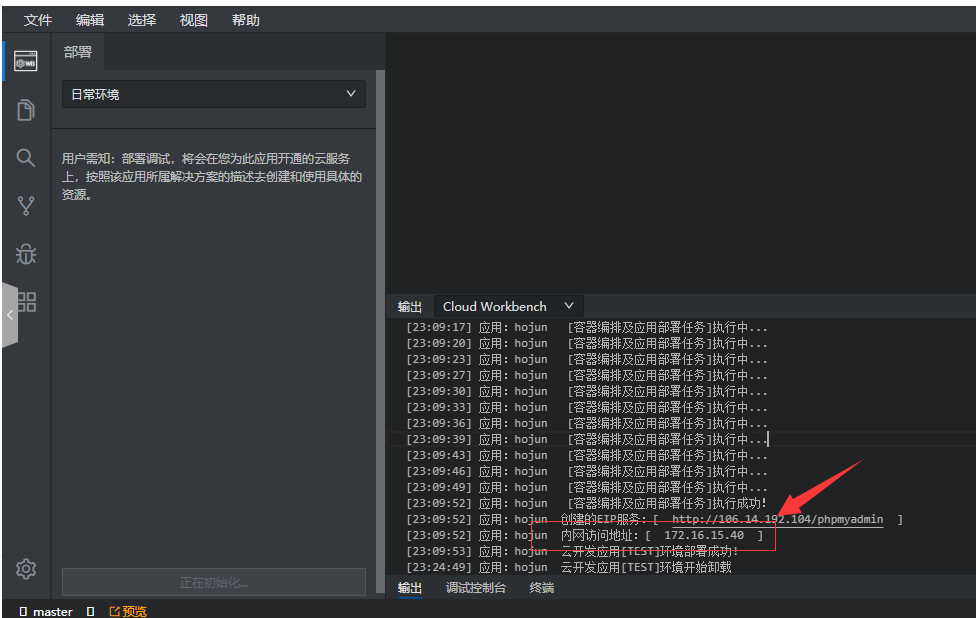 文件 编辑 选择 视图 帮助
部署
日常环境
用户需知：部署调试，将会在您为此应用开通的云服务
上，按照该应用所属解决方案的描述去创建和使用具体的
资源。
正在初始化...
输出 Cloud Workbench
[23:09:17] 应用：hojun [容器编排及应用部署任务]执行中...
[23:09:20] 应用：hojun [容器编排及应用部署任务]执行中...
[23:09:23] 应用：hojun [容器编排及应用部署任务]执行中...
[23:09:27] 应用：hojun [容器编排及应用部署任务]执行中...
[23:09:30] 应用：hojun [容器编排及应用部署任务]执行中...
[23:09:33] 应用：hojun [容器编排及应用部署任务]执行中...
[23:09:36] 应用：hojun [容器编排及应用部署任务]执行中...
[23:09:39] 应用：hojun [容器编排及应用部署任务]执行中...
[23:09:43] 应用：hojun [容器编排及应用部署任务]执行中...
[23:09:46] 应用：hojun [容器编排及应用部署任务]执行中...
[23:09:49] 应用：hojun [容器编排及应用部署任务]执行中...
[23:09:52] 应用：hojun [容器编排及应用部署任务]执行成功！
[23:09:52] 应用：hojun 创建的EIP服务：[ http://106.14.192.104/phpmyadmin ]
[23:09:52] 应用：hojun 内网访问地址：[ 172.16.15.40 ]
[23:09:53] 应用：hojun 云开发应用[TEST]环境部署成功！
[23:24:49] 应用：hojun 云开发应用[TEST]环境开始卸载
输出 调试控制台 终端
master 预览